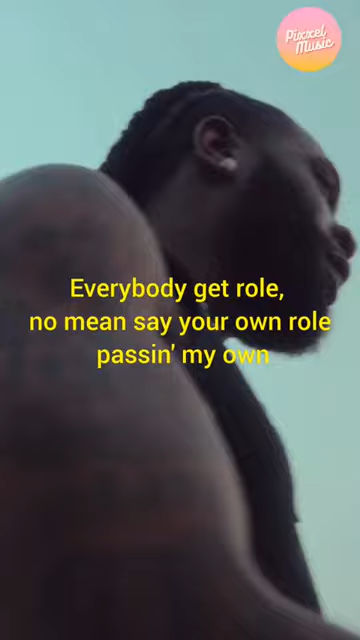 Pixxel
Music
Everybody get role,
no mean say your own role
passin' my own